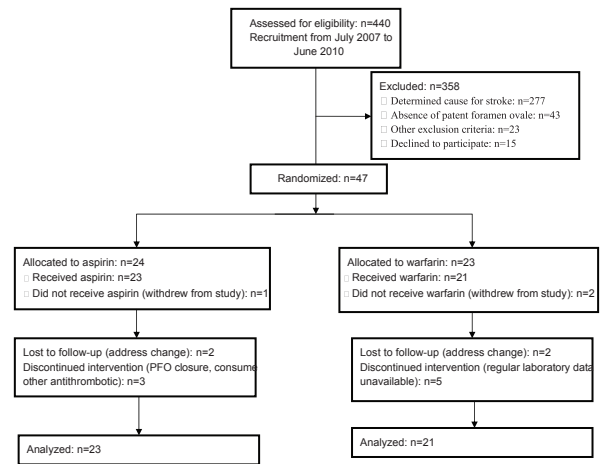 Assessed for eligibility: n=440
Recruitment from July 2007 to
June 2010
Excluded: n=358
□ Determined cause for stroke: n=277
□ Absence of patent foramen ovale: n=43
□ Other exclusion criteria: n=23
□ Declined to participate: n=15
Randomized: n=47
Allocated to aspirin: n=24
□ Received aspirin: n=23
□ Did not receive aspirin (withdrew from study): n=1
Allocated to warfarin: n=23
□ Received warfarin: n=21
□ Did not receive warfarin (withdrew from study): n=2
Lost to follow-up (address change): n=2
Discontinued intervention (PFO closure, consume
other antithrombotic): n=3
Lost to follow-up (address change): n=2
Discontinued intervention (regular laboratory data
unavailable): n=5
Analyzed: n=23
Analyzed: n=21